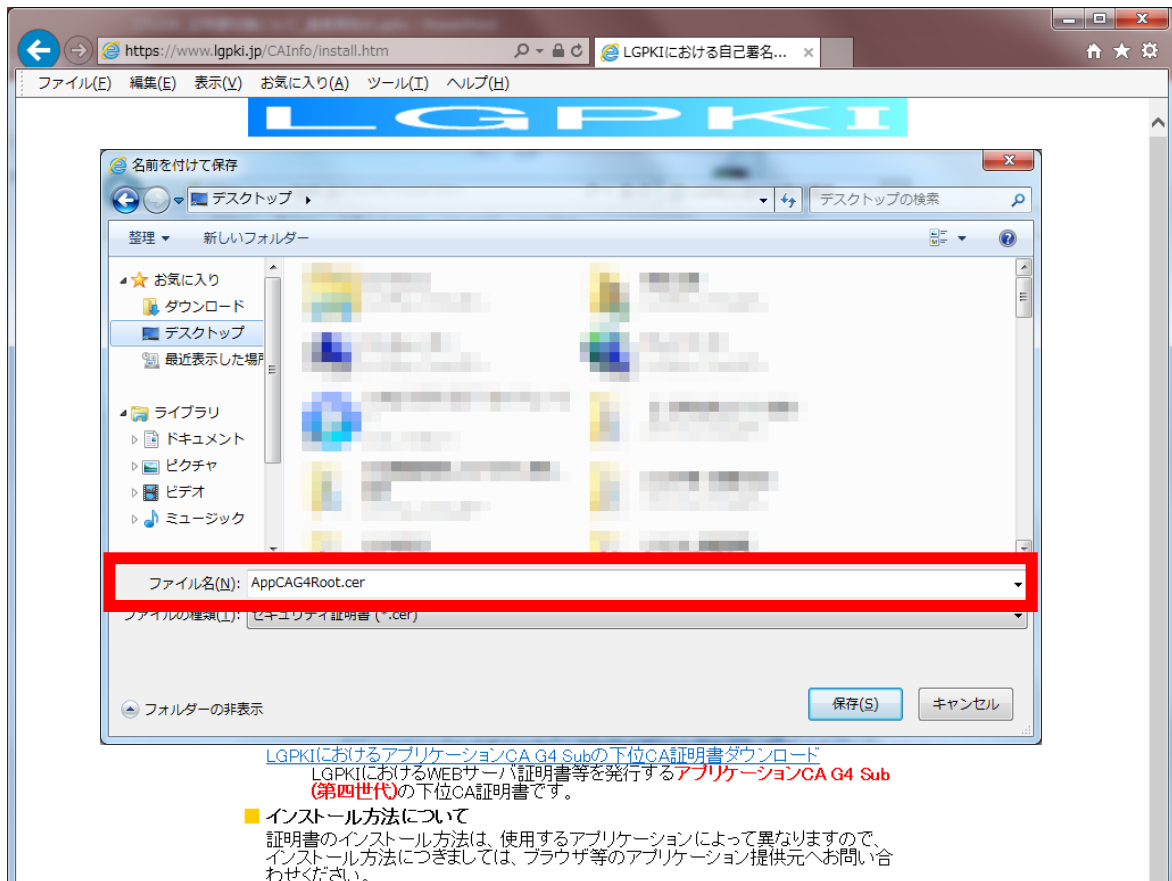 https://www.lgpki.jp/CAInfo/install.htm
LGPKIにおける自己署名...
ファイル(F) 編集(E) 表示(V) お気に入り(A) ツール(T) ヘルプ(H)
LGPKI
名前を付けて保存
デスクトップ
デスクトップの検索
整理 新しいフォルダー
お気に入り
ダウンロード
デスクトップ
最近表示した場所
ライブラリ
ドキュメント
ピクチャ
ビデオ
ミュージック
ファイル名(N): AppCAG4Root.cer
ファイルの種類(T): セキュリティ証明書 (*.cer)
フォルダーの非表示
保存(S) キャンセル
LGPKIにおけるアプリケーションCA G4 Subの下位CA証明書ダウンロード
LGPKIにおけるWEBサーバ証明書等を発行するアプリケーションCA G4 Sub
(第四世代)の下位CA証明書です。
インストール方法について
証明書のインストール方法は、使用するアプリケーションによって異なりますので、
インストール方法につきましては、ブラウザ等のアプリケーション提供元へお問い合
わせください。